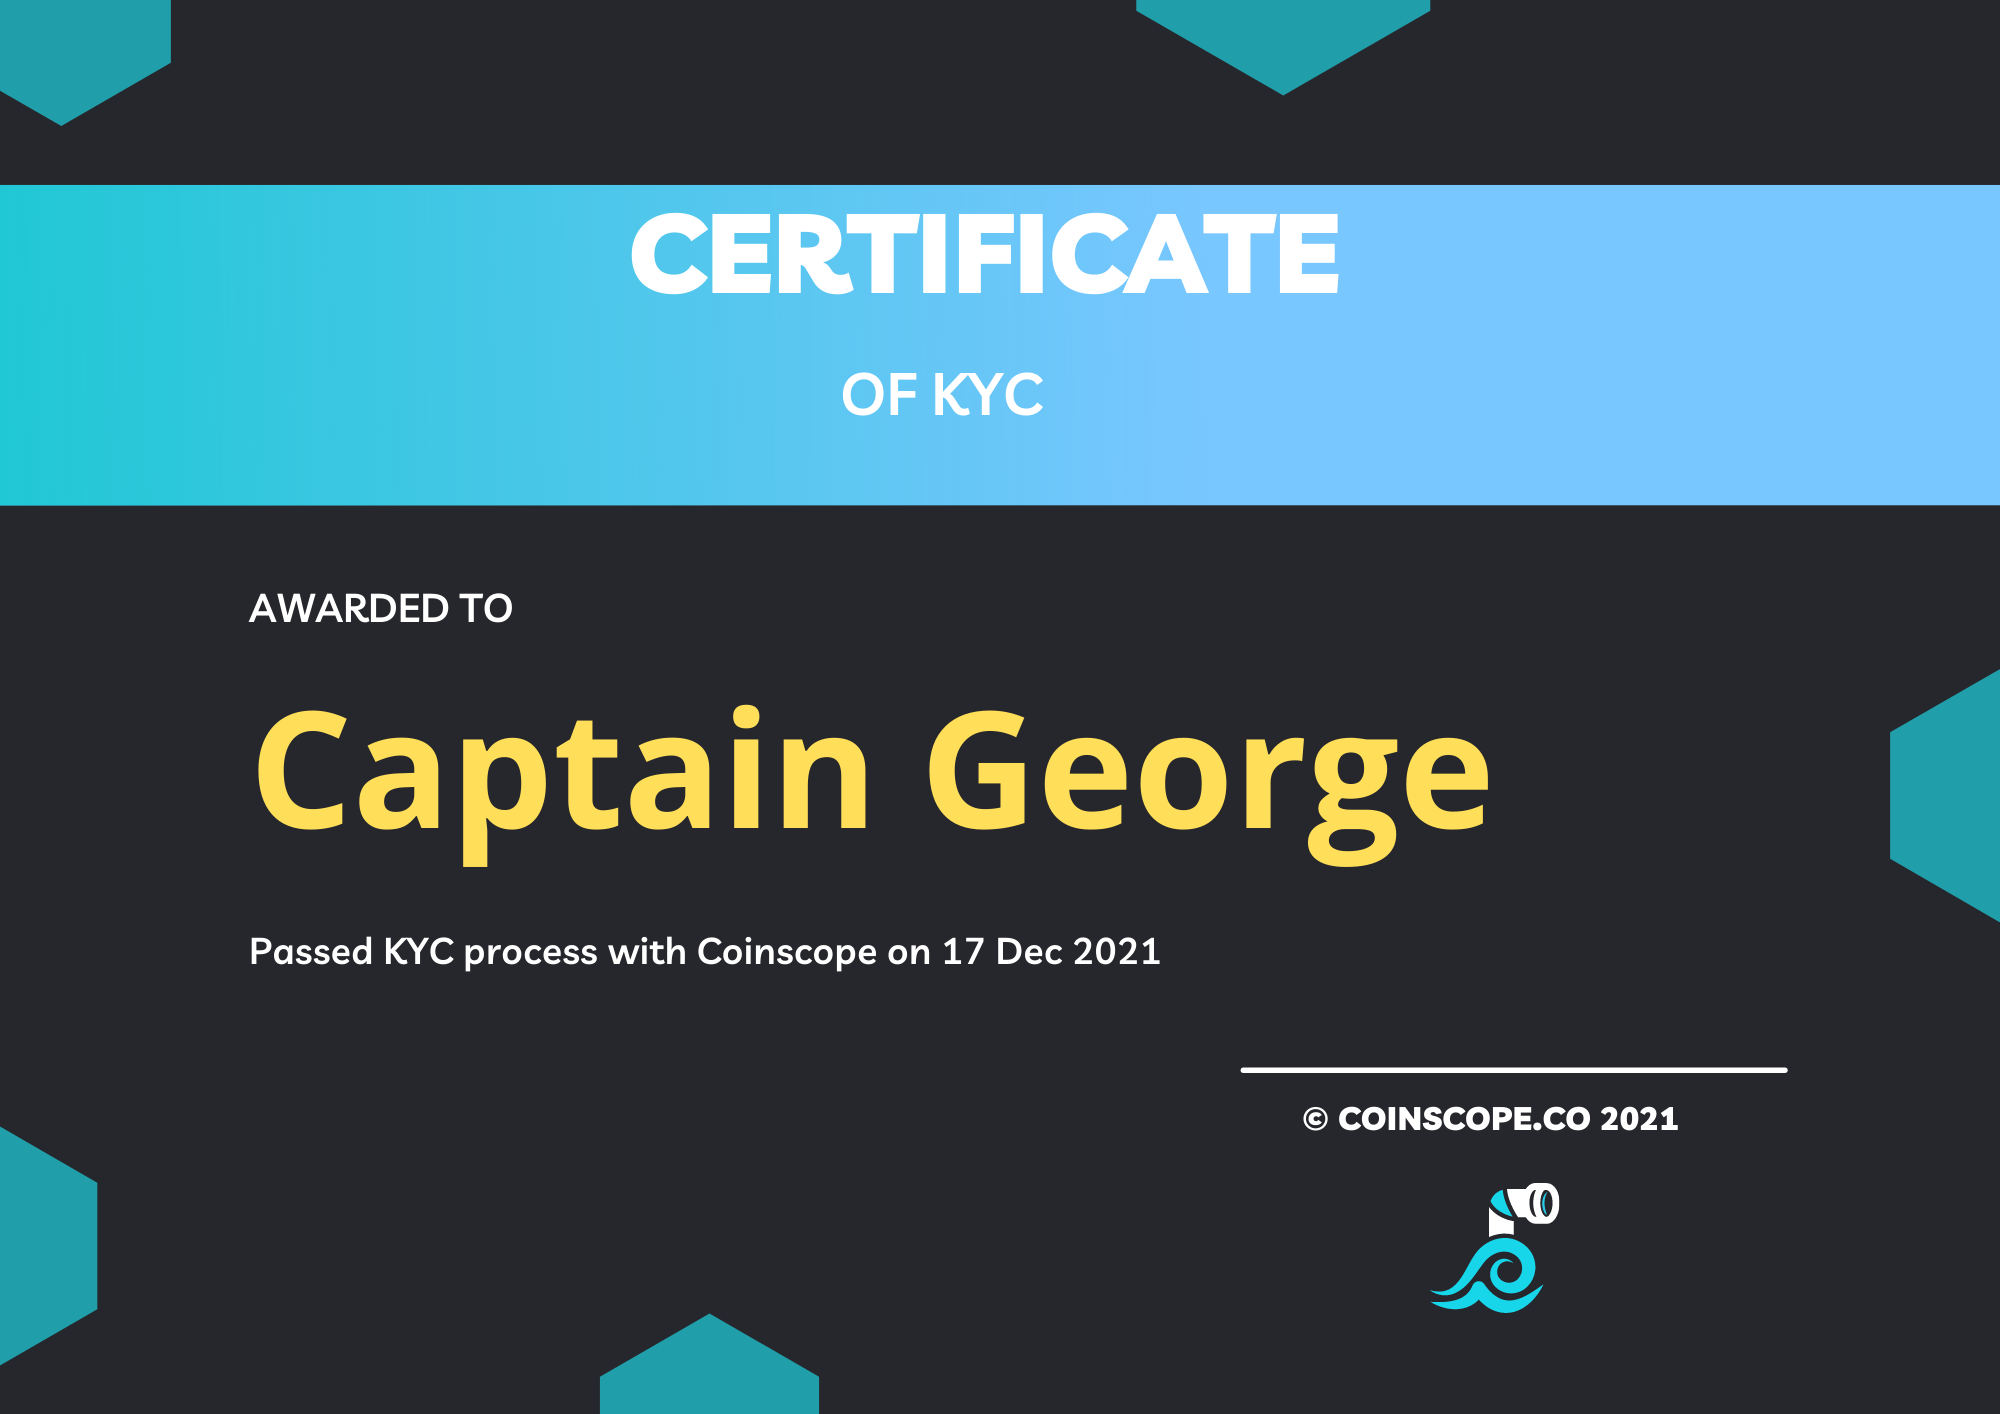 CERTIFICATE
OF KYC
AWARDED TO
Captain George
Passed KYC process with Coinscope on 17 Dec 2021
© COINSCOPE.CO 2021